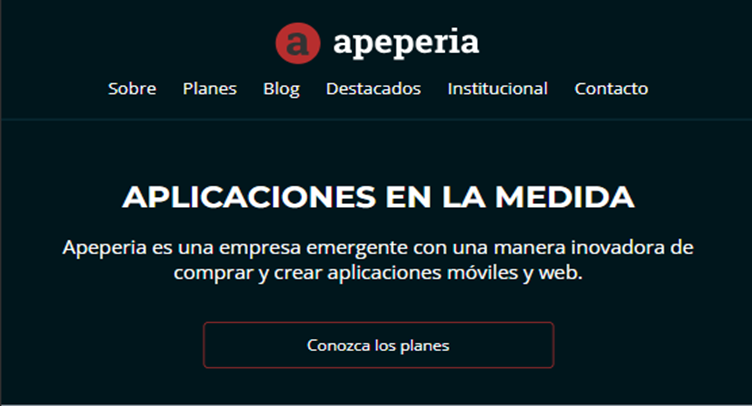 a apeperia
Sobre Planes Blog Destacados Institucional Contacto
APLICACIONES EN LA MEDIDA
Apeperia es una empresa emergente con una manera inovadora de
comprar y crear aplicaciones móviles y web.
Conozca los planes